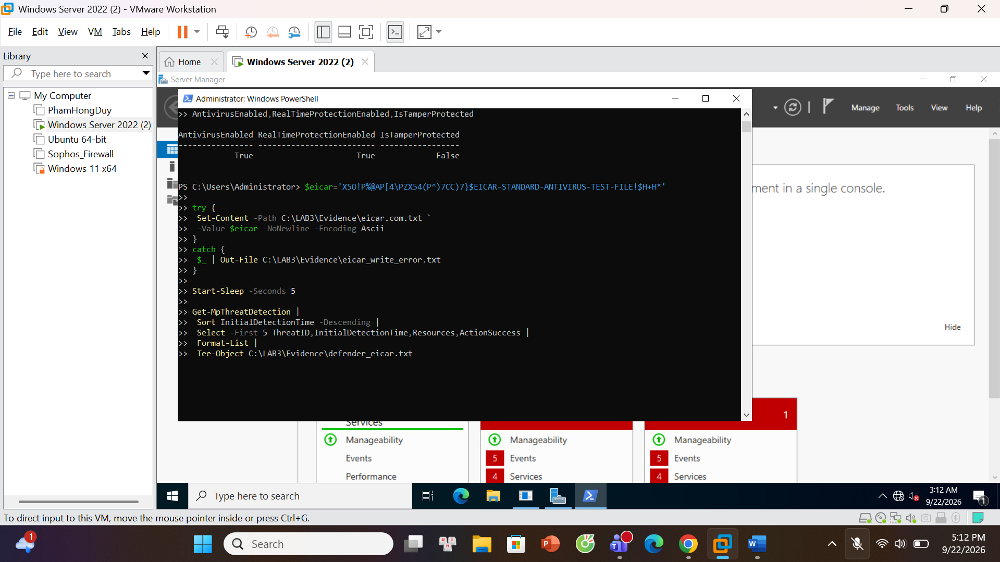 Windows Server 2022 (2) - VMware Workstation
File Edit View VM Tabs Help
Library
Type here to search
My Computer
PhamHongDuy
Windows Server 2022 (2)
Ubuntu 64-bit
Sophos_Firewall
Windows 11 x64
Home
Windows Server 2022 (2)
Server Manager
Manage Tools View Help
Administrator: Windows PowerShell
>> AntivirusEnabled,RealTimeProtectionEnabled,IsTamperProtected
AntivirusEnabled RealTimeProtectionEnabled IsTamperProtected
---------------- ------------------------- -----------------
True True False
PS C:\Users\Administrator> $eicar='X5O!P%@AP[4\PZX54(P^)7CC)7}$EICAR-STANDARD-ANTIVIRUS-TEST-FILE!$H+H*'
>>
>> try {
>>  Set-Content -Path C:\LAB3\Evidence\eicar.com.txt `
>>  -Value $eicar -NoNewline -Encoding Ascii
>> }
>> catch {
>>  $_ | Out-File C:\LAB3\Evidence\eicar_write_error.txt
>> }
>>
>> Start-Sleep -Seconds 5
>>
>> Get-MpThreatDetection |
>>  Sort InitialDetectionTime -Descending |
>>  Select -First 5 ThreatID,InitialDetectionTime,Resources,ActionSuccess |
>>  Format-List |
>>  Tee-Object C:\LAB3\Evidence\defender_eicar.txt
ment in a single console.
Hide
1
Services
Manageability
Events
Performance
Manageability
5 Events
4 Services
Manageability
5 Events
4 Services
Type here to search
3:12 AM
9/22/2026
1
To direct input to this VM, move the mouse pointer inside or press Ctrl+G.
1
Search
5:12 PM
9/22/2026